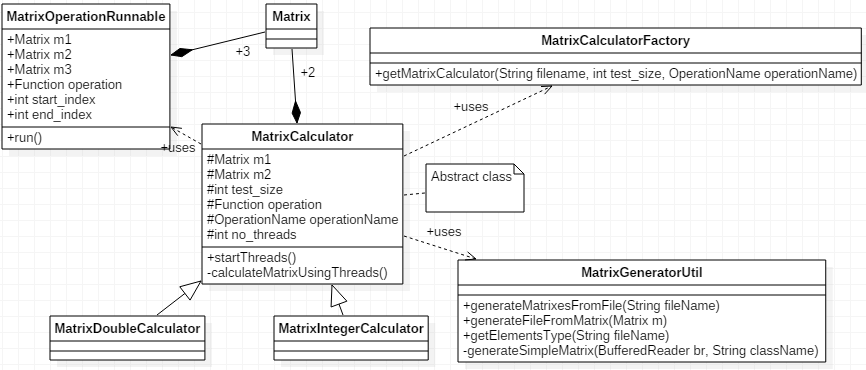 MatrixOperationRunnable
+Matrix m1
+Matrix m2
+Matrix m3
+Function operation
+int start_index
+int end_index
+run()
Matrix
+3
+2
MatrixCalculatorFactory
+getMatrixCalculator(String filename, int test_size, OperationName operationName)
+uses
+uses
MatrixCalculator
#Matrix m1
#Matrix m2
#int test_size
#Function operation
#OperationName operationName
#int no_threads
+startThreads()
-calculateMatrixUsingThreads()
Abstract class
+uses
MatrixGeneratorUtil
+generateMatrixesFromFile(String fileName)
+generateFileFromMatrix(Matrix m)
+getElementsType(String fileName)
-generateSimpleMatrix(BufferedReader br, String className)
MatrixDoubleCalculator
MatrixIntegerCalculator